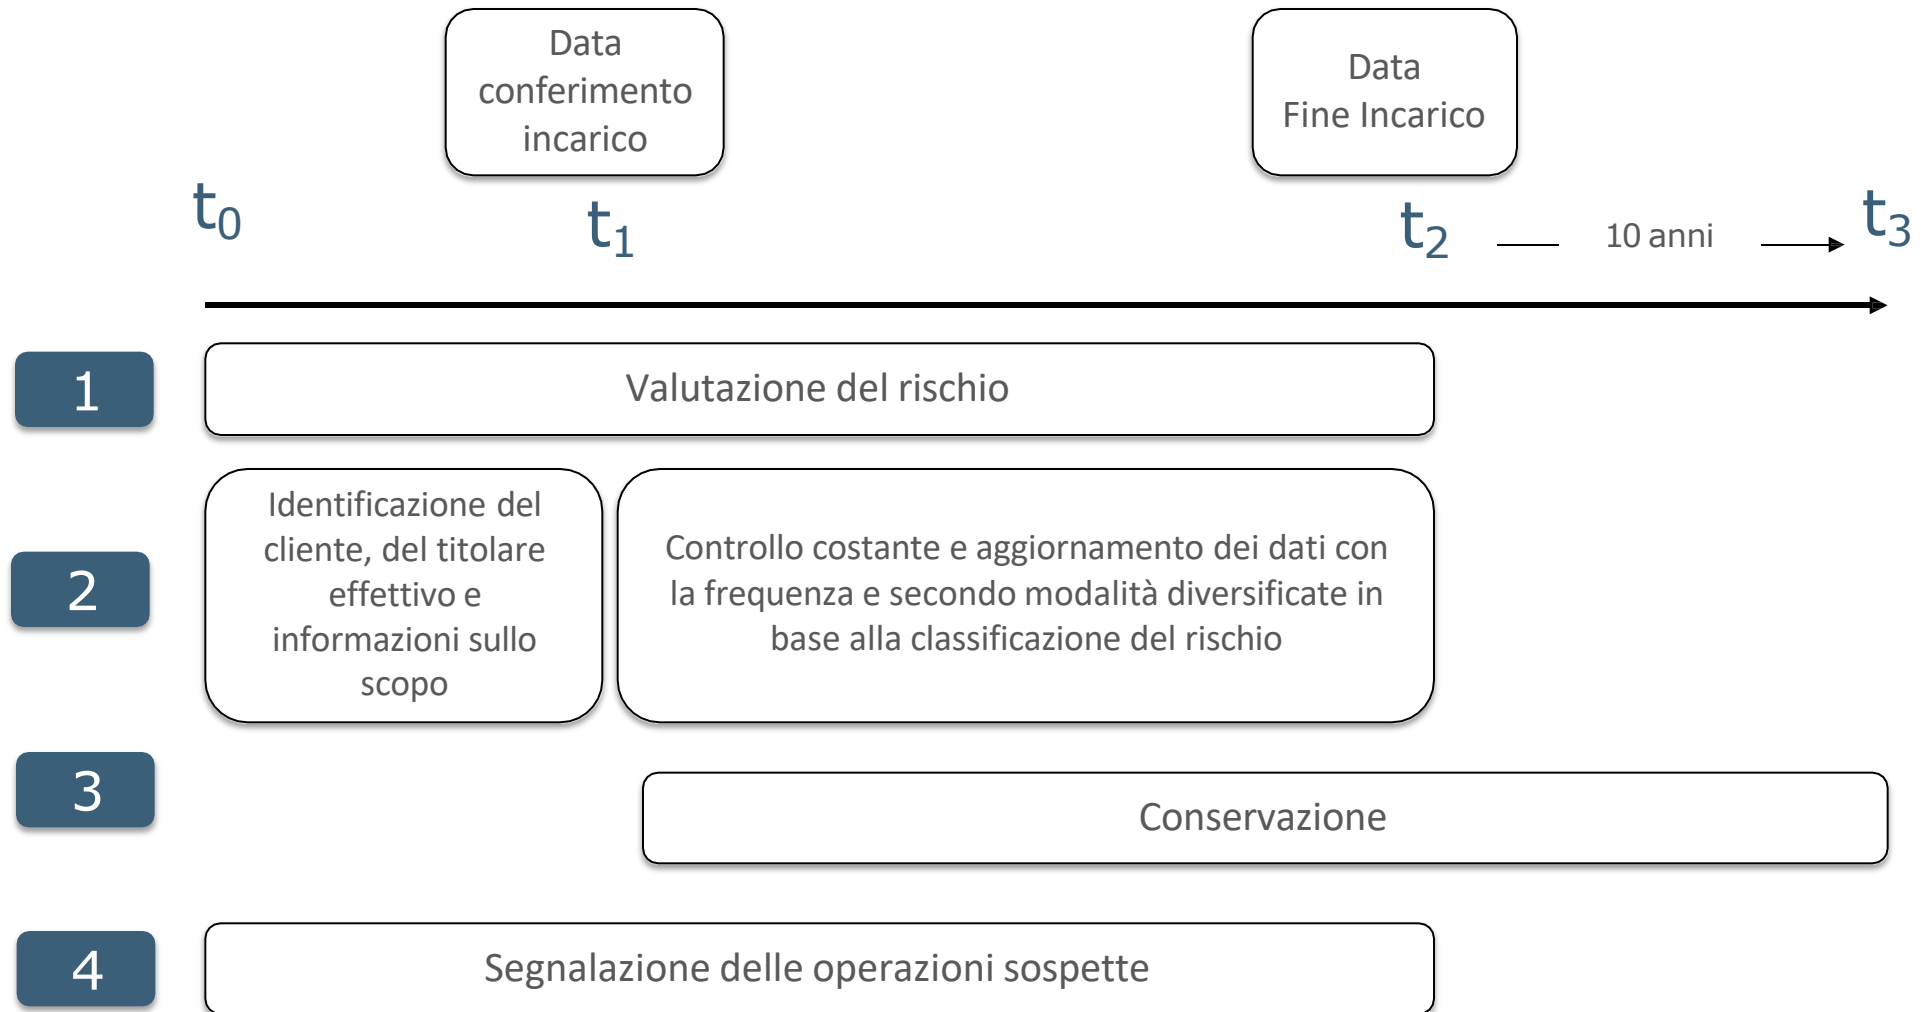 Data
conferimento
incarico
Data
Fine Incarico
t0
t1
t2
10 anni
t3
1
Valutazione del rischio
2
Identificazione del
cliente, del titolare
effettivo e
informazioni sullo
scopo
Controllo costante e aggiornamento dei dati con
la frequenza e secondo modalità diversificate in
base alla classificazione del rischio
3
Conservazione
4
Segnalazione delle operazioni sospette